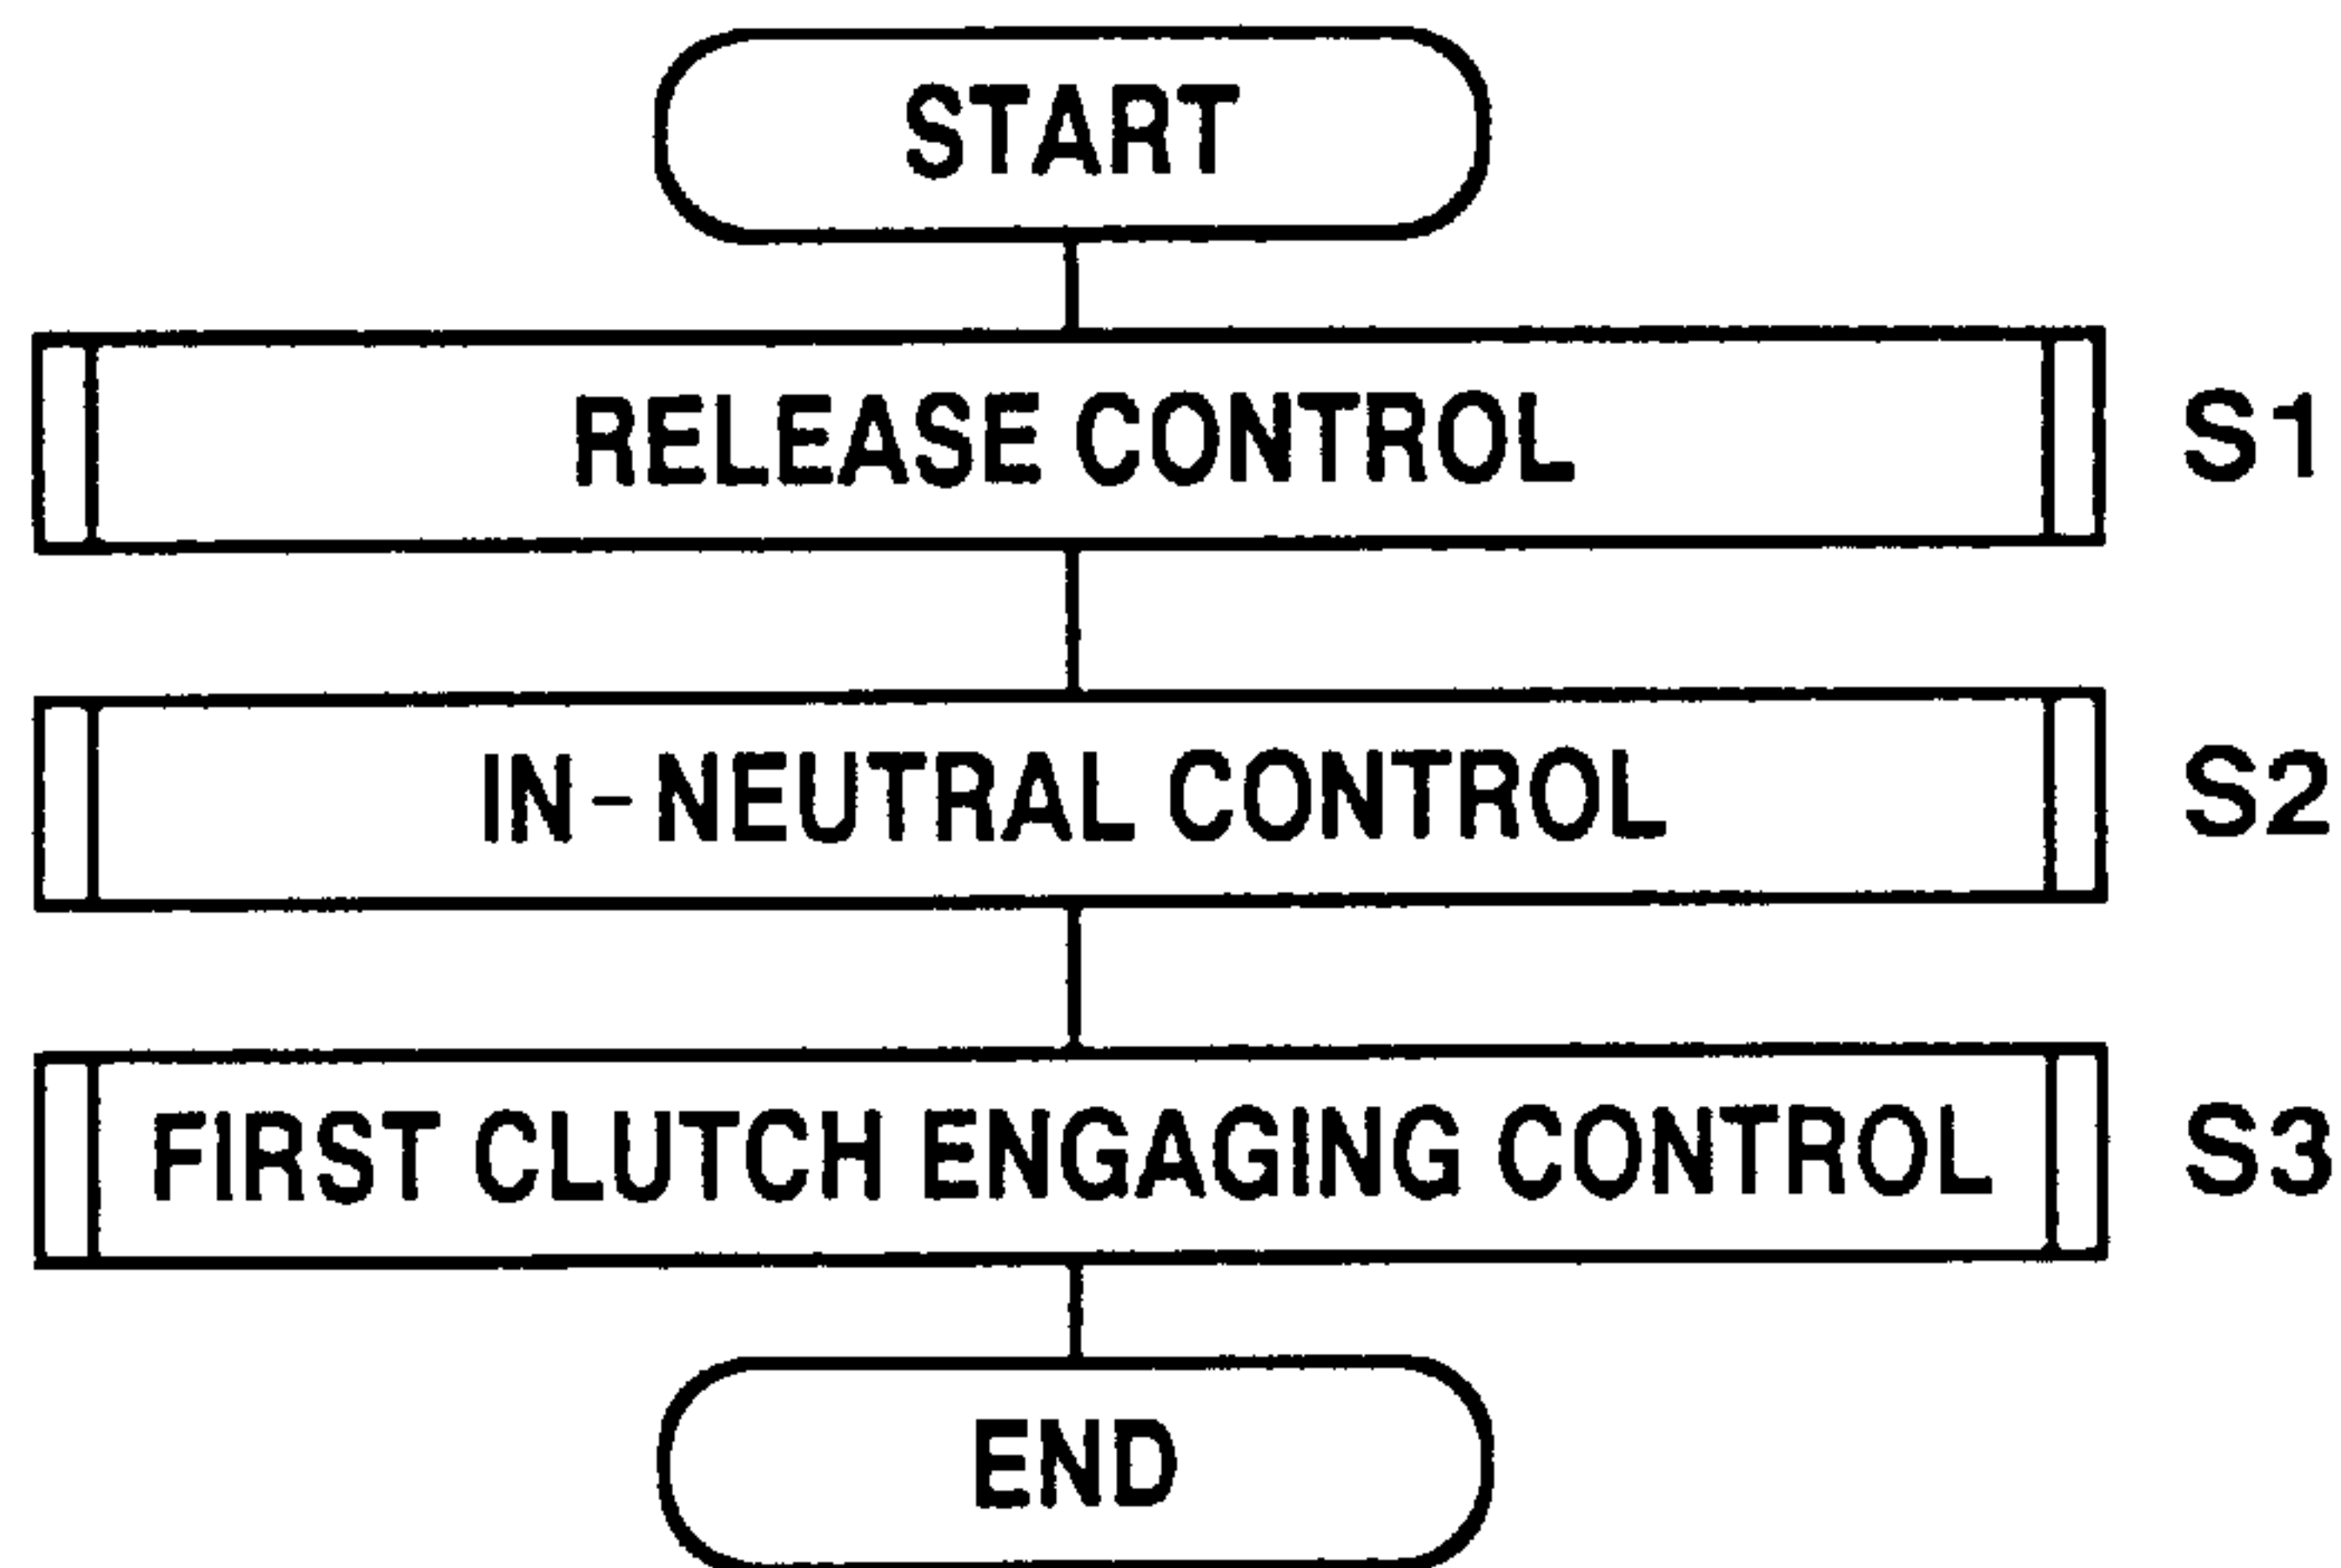 START
RELEASE CONTROL S1
IN-NEUTRAL CONTROL S2
FIRST CLUTCH ENGAGING CONTROL S3
END